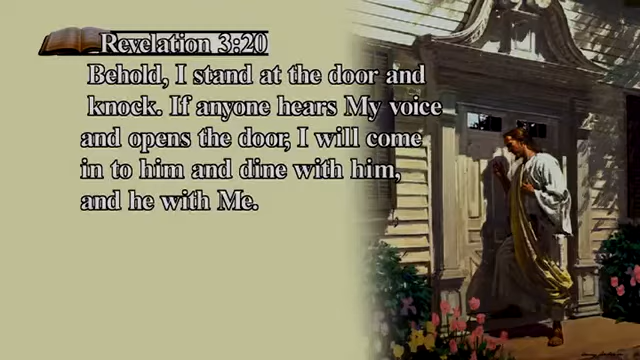 Revelation 3:20
Behold, I stand at the door and
knock. If anyone hears My voice
and opens the door, I will come
in to him and dine with him,
and he with Me.